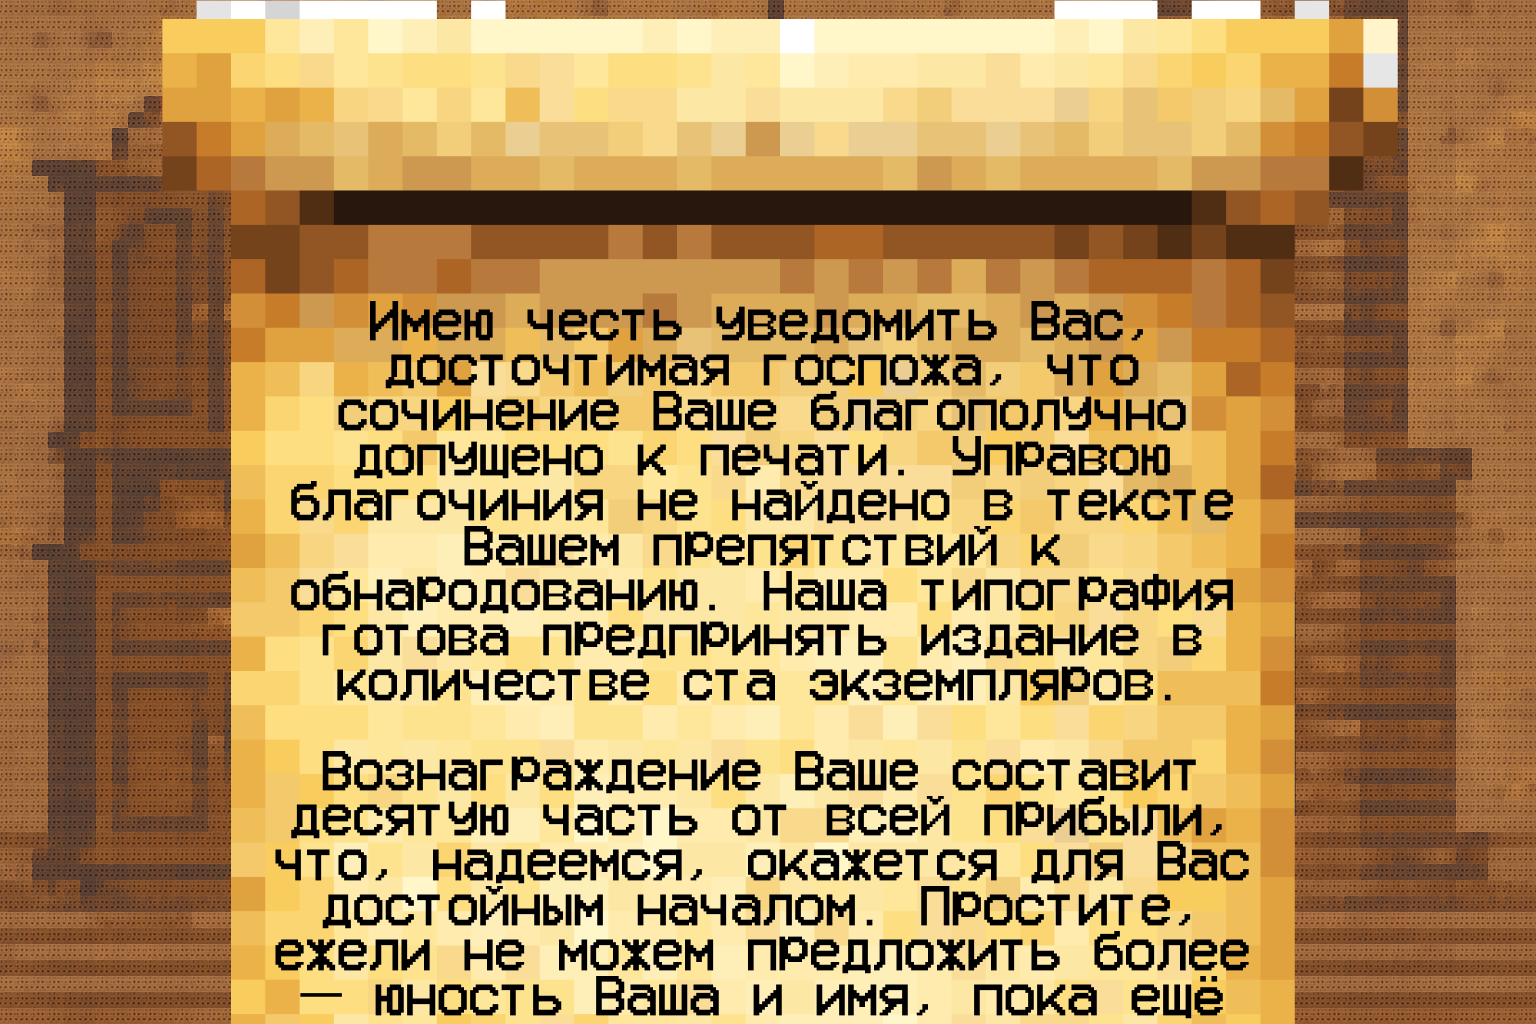 Имею честь уведомить Вас,
досточтимая госпожа, что
сочинение Ваше благополучно
допущено к печати. Управою
благочиния не найдено в тексте
Вашем препятствий к
обнародованию. Наша типография
готова предпринять издание в
количестве ста экземпляров.
Вознаграждение Ваше составит
десятую часть от всей прибыли,
что, надеемся, окажется для Вас
достойным началом. Простите,
ежели не можем предложить более
— юность Ваша и имя, пока ещё